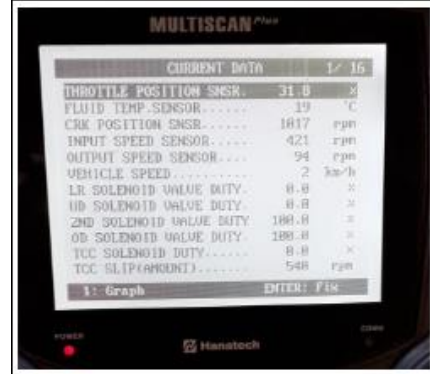 MULTISCAN Plus
CURRENT DATA 1/ 16
THROTTLE POSITION SNSR. 31.8 %
FLUID TEMP.SENSOR...... 19 °C
CRK POSITION SNSR...... 1017 rpm
INPUT SPEED SENSOR..... 421 rpm
OUTPUT SPEED SENSOR.... 94 rpm
VEHICLE SPEED.......... 2 km/h
LR SOLENOID VALVE DUTY. 0.0 %
UD SOLENOID VALVE DUTY. 0.0 %
2ND SOLENOID VALVE DUTY 100.0 %
OD SOLENOID VALVE DUTY. 100.0 %
TCC SOLENOID DUTY...... 0.0 %
TCC SLIP(AMOUNT)....... 548 rpm
1: Graph ENTER: Fix
POWER COMM
Hanatech